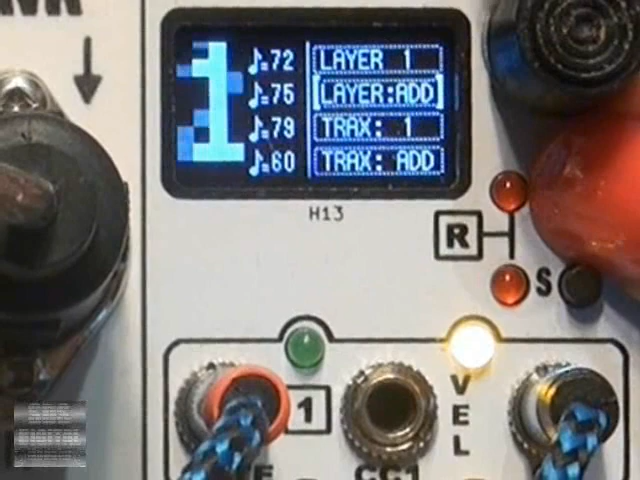 1
♪=72 LAYER 1
♪=75 [LAYER:ADD]
♪=79 TRAX: 1
♪=60 TRAX: ADD
H13
R
S
1
VEL
CC1